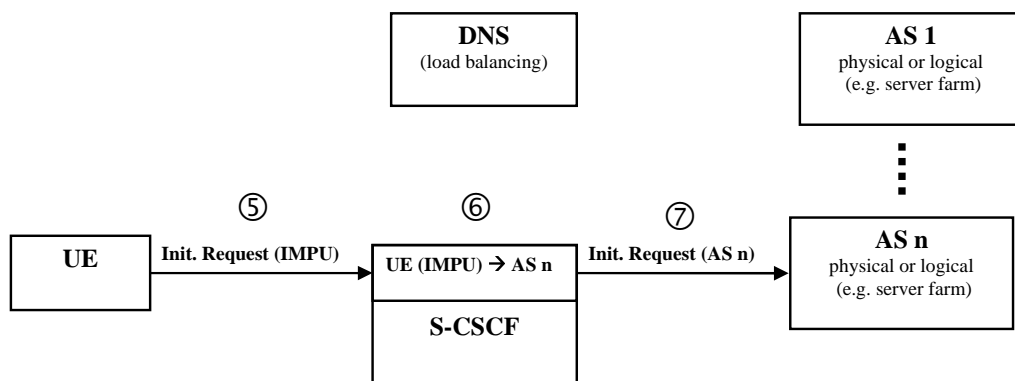 DNS
(load balancing)
AS 1
physical or logical
(e.g. server farm)
⑤
⑥
⑦
UE
Init. Request (IMPU)
UE (IMPU) → AS n
Init. Request (AS n)
AS n
physical or logical
(e.g. server farm)
S-CSCF